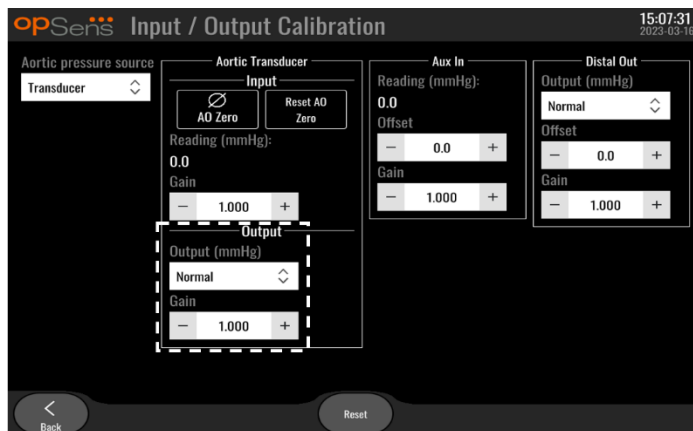 opSens Input / Output Calibration
15:07:31
2023-03-16
Aortic pressure source
Transducer
Aortic Transducer
Input
AO Zero
Reset AO
Zero
Reading (mmHg):
0.0
Gain
− 1.000 +
Output
Output (mmHg)
Normal
Gain
− 1.000 +
Aux In
Reading (mmHg):
0.0
Offset
− 0.0 +
Gain
− 1.000 +
Distal Out
Output (mmHg)
Normal
Offset
− 0.0 +
Gain
− 1.000 +
Back
Reset